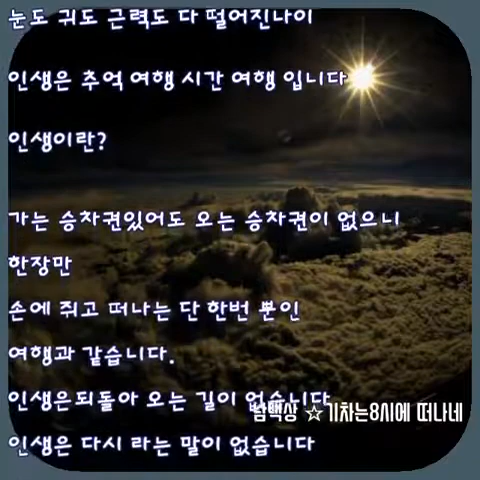 눈도 귀도 근력도 다 떨어진나이
인생은 추억 여행 시간 여행 입니다
인생이란?
가는 승차권있어도 오는 승차권이 없으니
한장만
손에 쥐고 떠나는 단 한번 뿐인
여행과 같습니다.
인생은되돌아 오는 길이 없습니다
남택상 ☆기차는8시에 떠나네
인생은 다시 라는 말이 없습니다